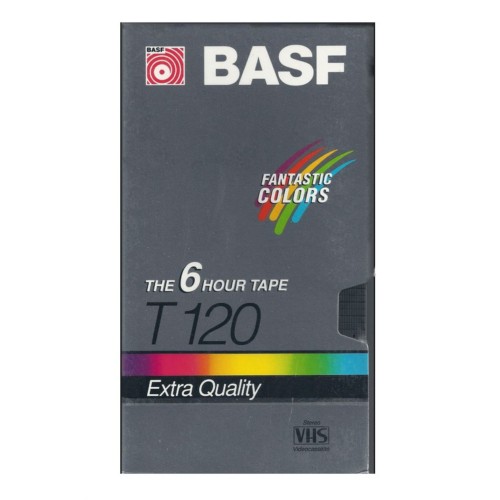 BASF
BASF
FANTASTIC
COLORS
THE 6 HOUR TAPE
T 120
Extra Quality
VHS